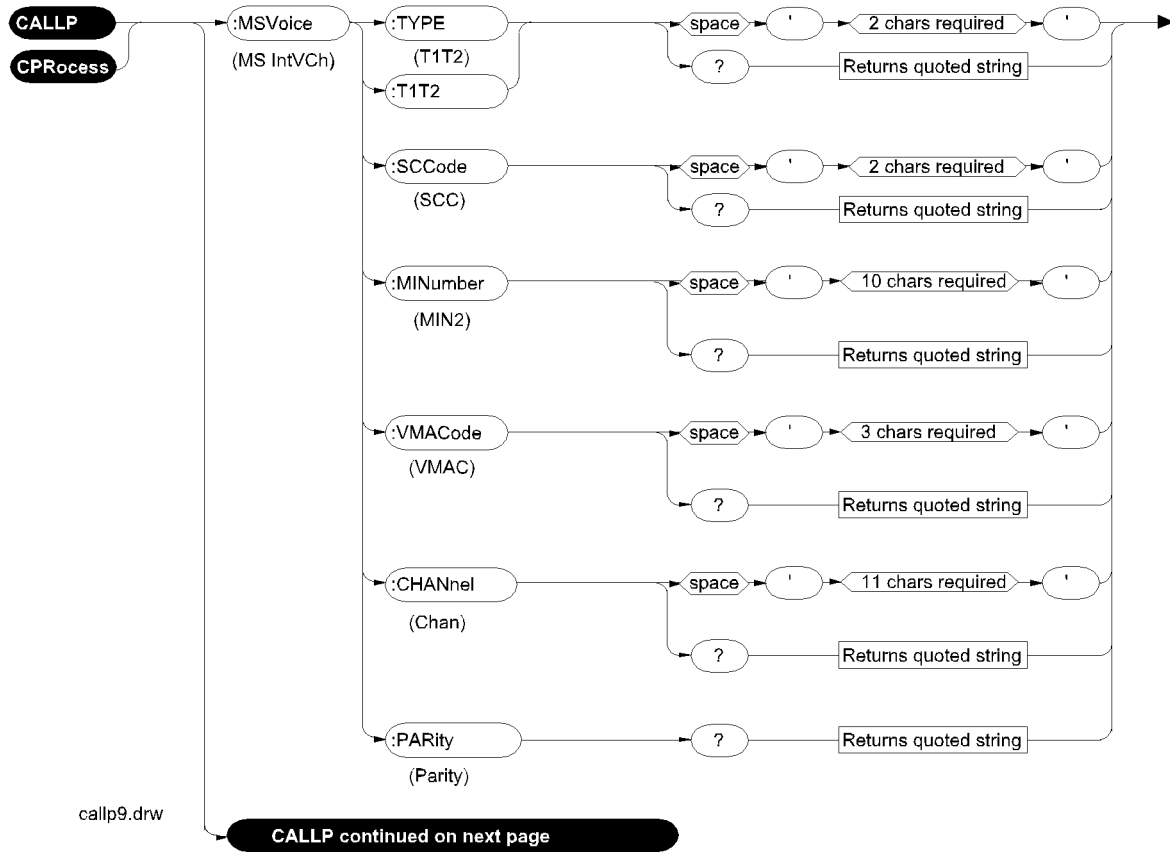 CALLP
CPRocess
:MSVoice
(MS IntVCh)
:TYPE
(T1T2)
:T1T2
space ' 2 chars required '
? Returns quoted string
:SCCode
(SCC)
space ' 2 chars required '
? Returns quoted string
:MINumber
(MIN2)
space ' 10 chars required '
? Returns quoted string
:VMACode
(VMAC)
space ' 3 chars required '
? Returns quoted string
:CHANnel
(Chan)
space ' 11 chars required '
? Returns quoted string
:PARity
(Parity)
? Returns quoted string
callp9.drw
CALLP continued on next page